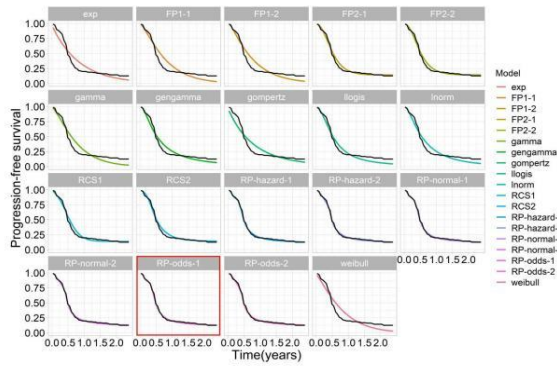 exp FP1-1 FP1-2 FP2-1 FP2-2
1.00
0.75
0.50
0.25
0.00
gamma gengamma gompertz llogis lnorm
1.00
0.75
0.50
0.25
0.00
RCS1 RCS2 RP-hazard-1 RP-hazard-2 RP-normal-1
1.00
0.75
0.50
0.25
0.00
RP-normal-2 RP-odds-1 RP-odds-2 weibull
1.00
0.75
0.50
0.25
0.00
0.00.51.01.52.0
0.00.51.01.52.0 0.00.51.01.52.0 0.00.51.01.52.0 0.00.51.01.52.0
Progression-free survival
Time(years)
Model
exp
FP1-1
FP1-2
FP2-1
FP2-2
gamma
gengamma
gompertz
llogis
lnorm
RCS1
RCS2
RP-hazard-
RP-hazard-
RP-normal-
RP-normal-
RP-odds-1
RP-odds-2
weibull